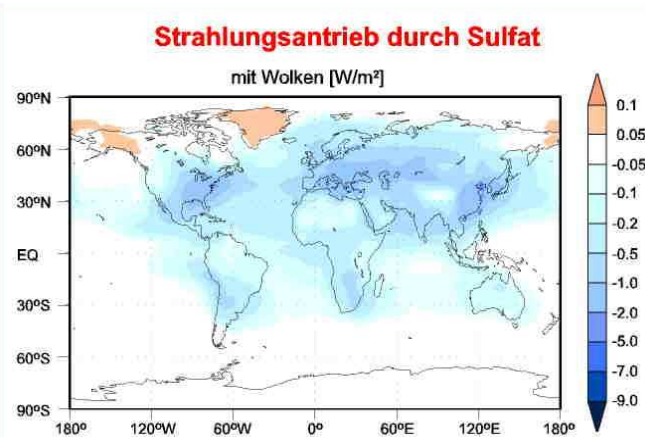 Strahlungsantrieb durch Sulfat
mit Wolken [W/m²]
90ºN
60ºN
30ºN
EQ
30ºS
60ºS
90ºS
180º
120ºW
60ºW
0º
60ºE
120ºE
180º
0.1
0.05
-0.05
-0.1
-0.2
-0.5
-1.0
-2.0
-5.0
-7.0
-9.0